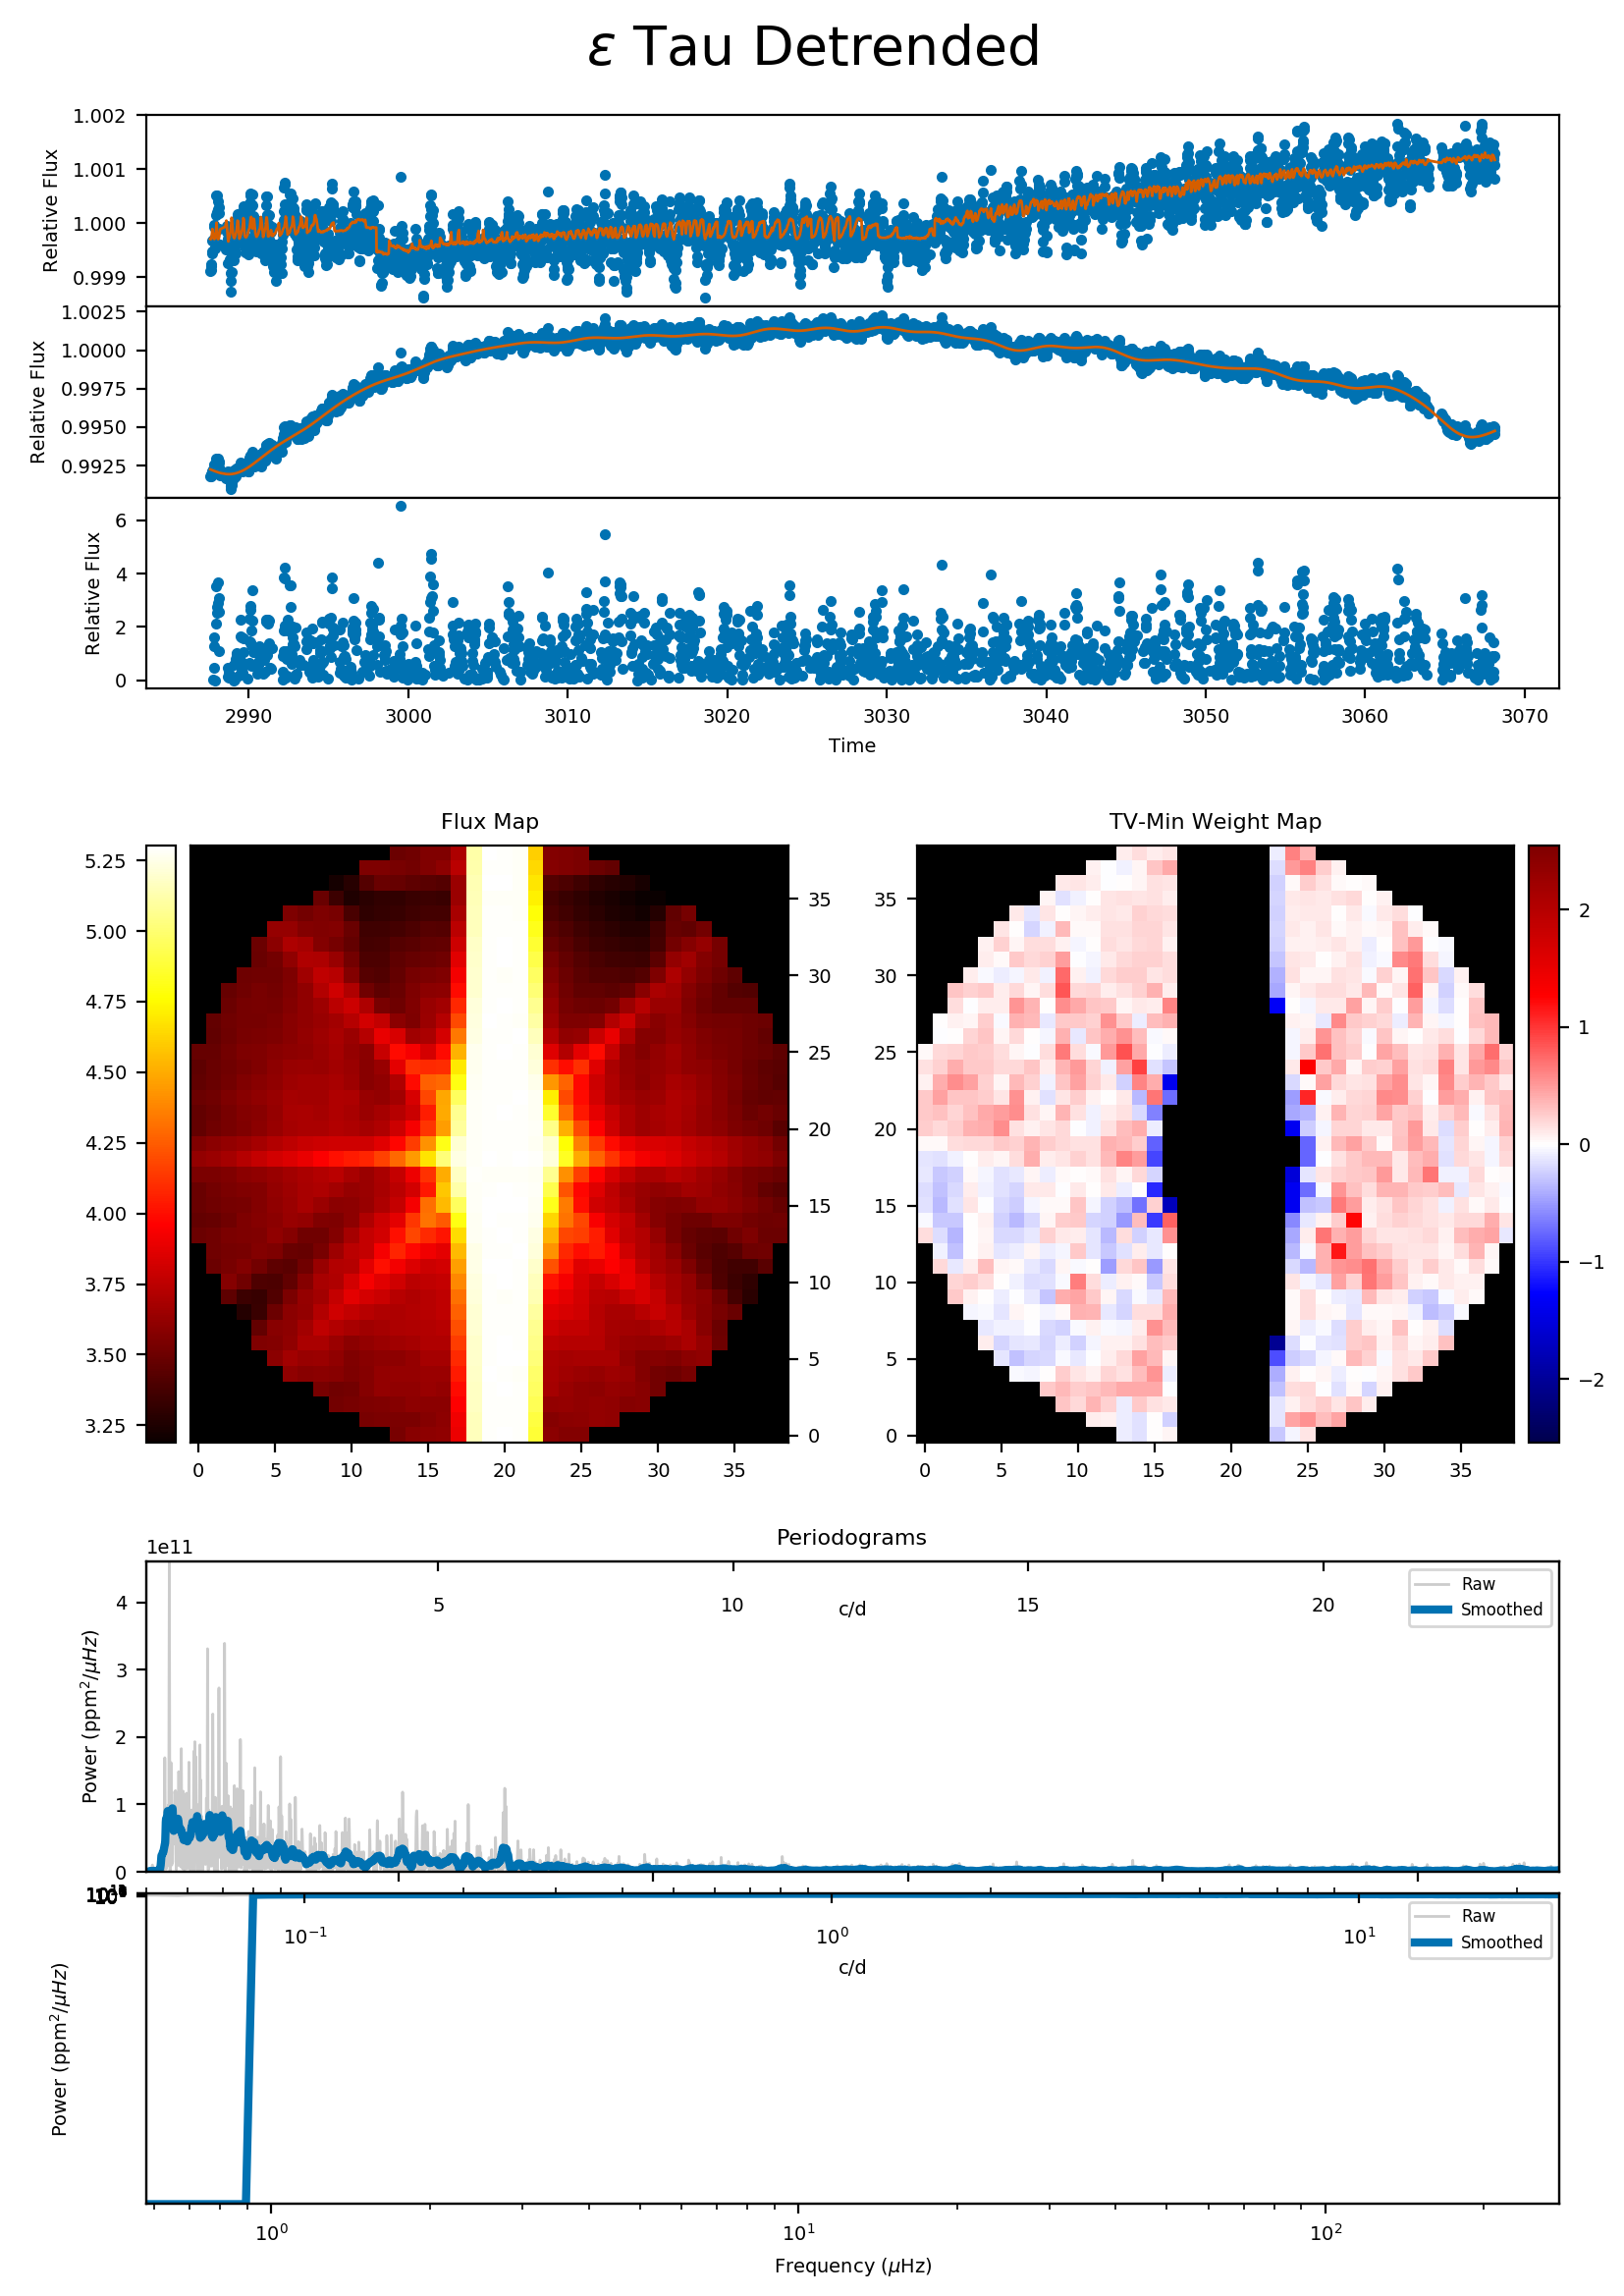 ε Tau Detrended
1.002
1.001
1.000
0.999
Relative Flux
1.0025
1.0000
0.9975
0.9950
0.9925
Relative Flux
6
4
2
0
Relative Flux
2990 3000 3010 3020 3030 3040 3050 3060 3070
Time
Flux Map
5.25
5.00
4.75
4.50
4.25
4.00
3.75
3.50
3.25
35
30
25
20
15
10
5
0
0 5 10 15 20 25 30 35
TV-Min Weight Map
35
30
25
20
15
10
5
0
0 5 10 15 20 25 30 35
2
1
0
−1
−2
Periodograms
1e11
4
3
2
1
0
Power (ppm²/μHz)
5 10 15 20
c/d
Raw
Smoothed
Power (ppm²/μHz)
10⁻¹ 10⁰ 10¹
c/d
Raw
Smoothed
10⁰ 10¹ 10²
Frequency (μHz)